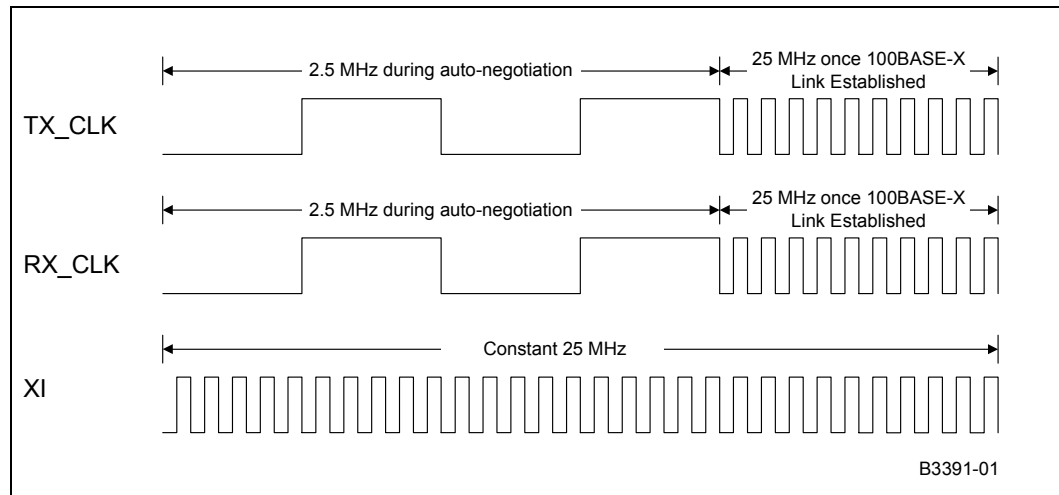 2.5 MHz during auto-negotiation
25 MHz once 100BASE-X
Link Established
TX_CLK
2.5 MHz during auto-negotiation
25 MHz once 100BASE-X
Link Established
RX_CLK
Constant 25 MHz
XI
B3391-01